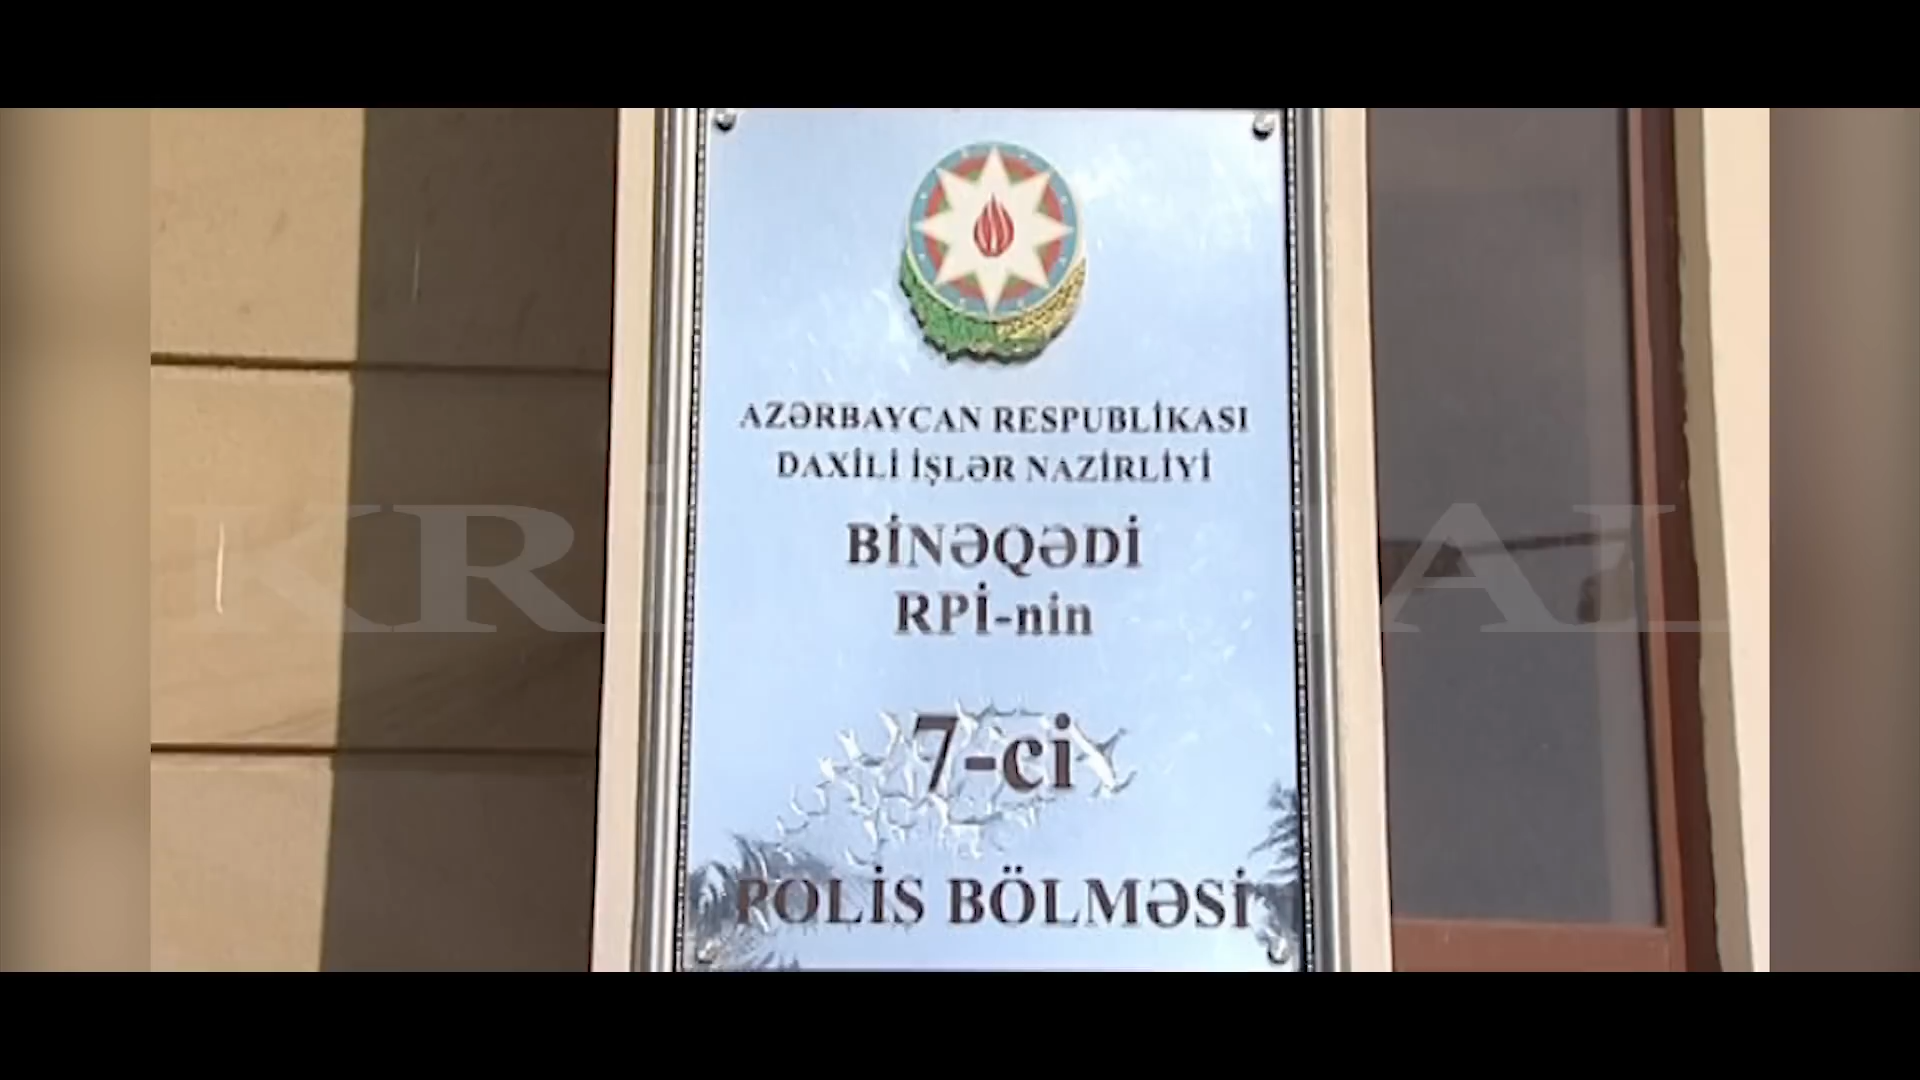 AZƏRBAYCAN RESPUBLİKASI
DAXİLİ İŞLƏR NAZİRLİYİ
BİNƏQƏDİ
RPİ-nin
7-ci
POLİS BÖLMƏSİ